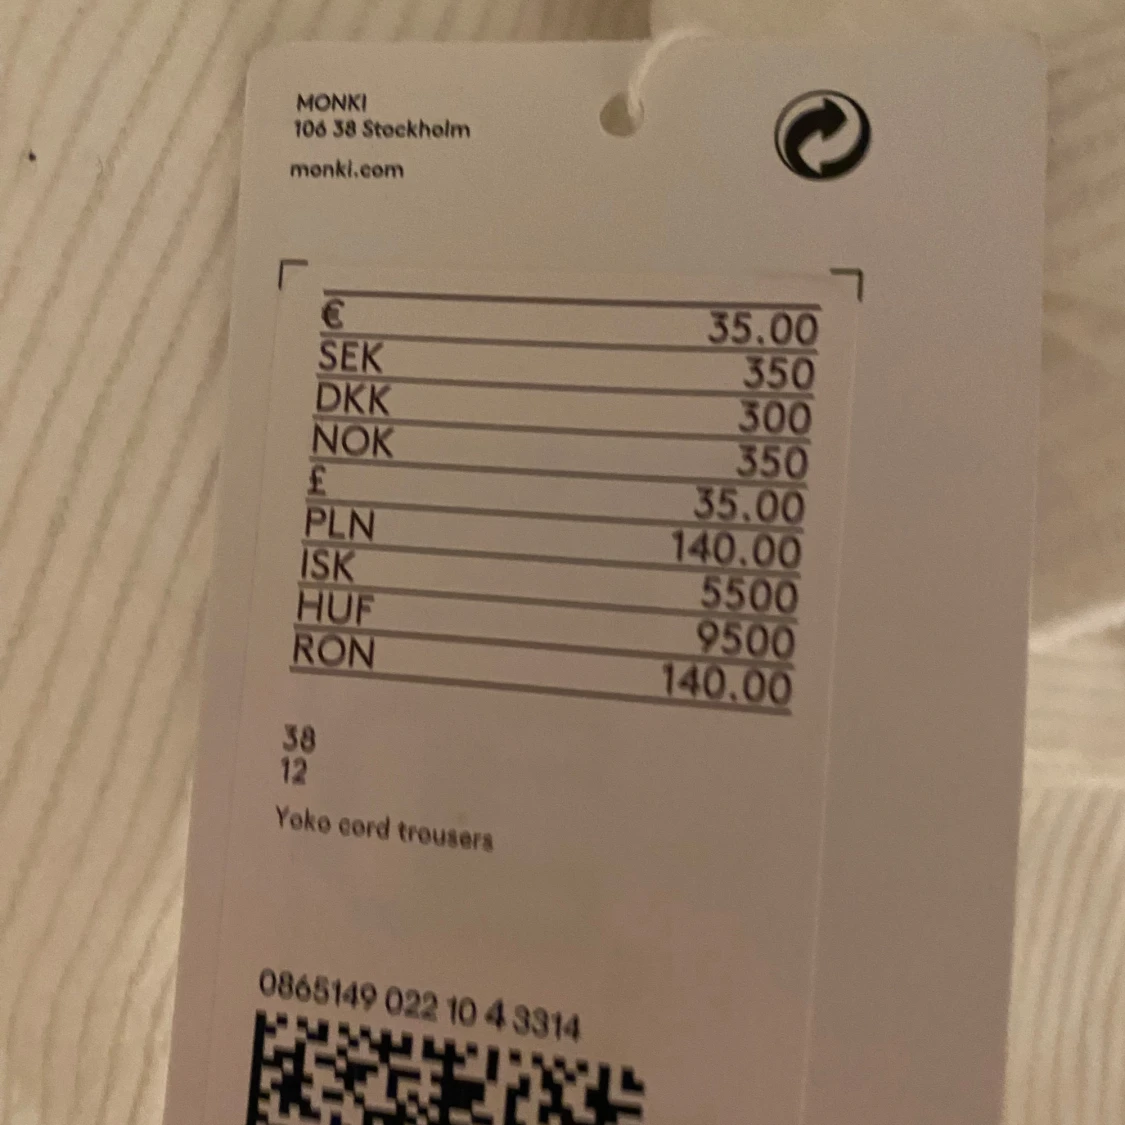 MONKI
106 38 Stockholm
monki.com
€ 35.00
SEK 350
DKK 300
NOK 350
£ 35.00
PLN 140.00
ISK 5500
HUF 9500
RON 140.00
38
12
Yoko cord trousers
0865149 022 10 4 3314